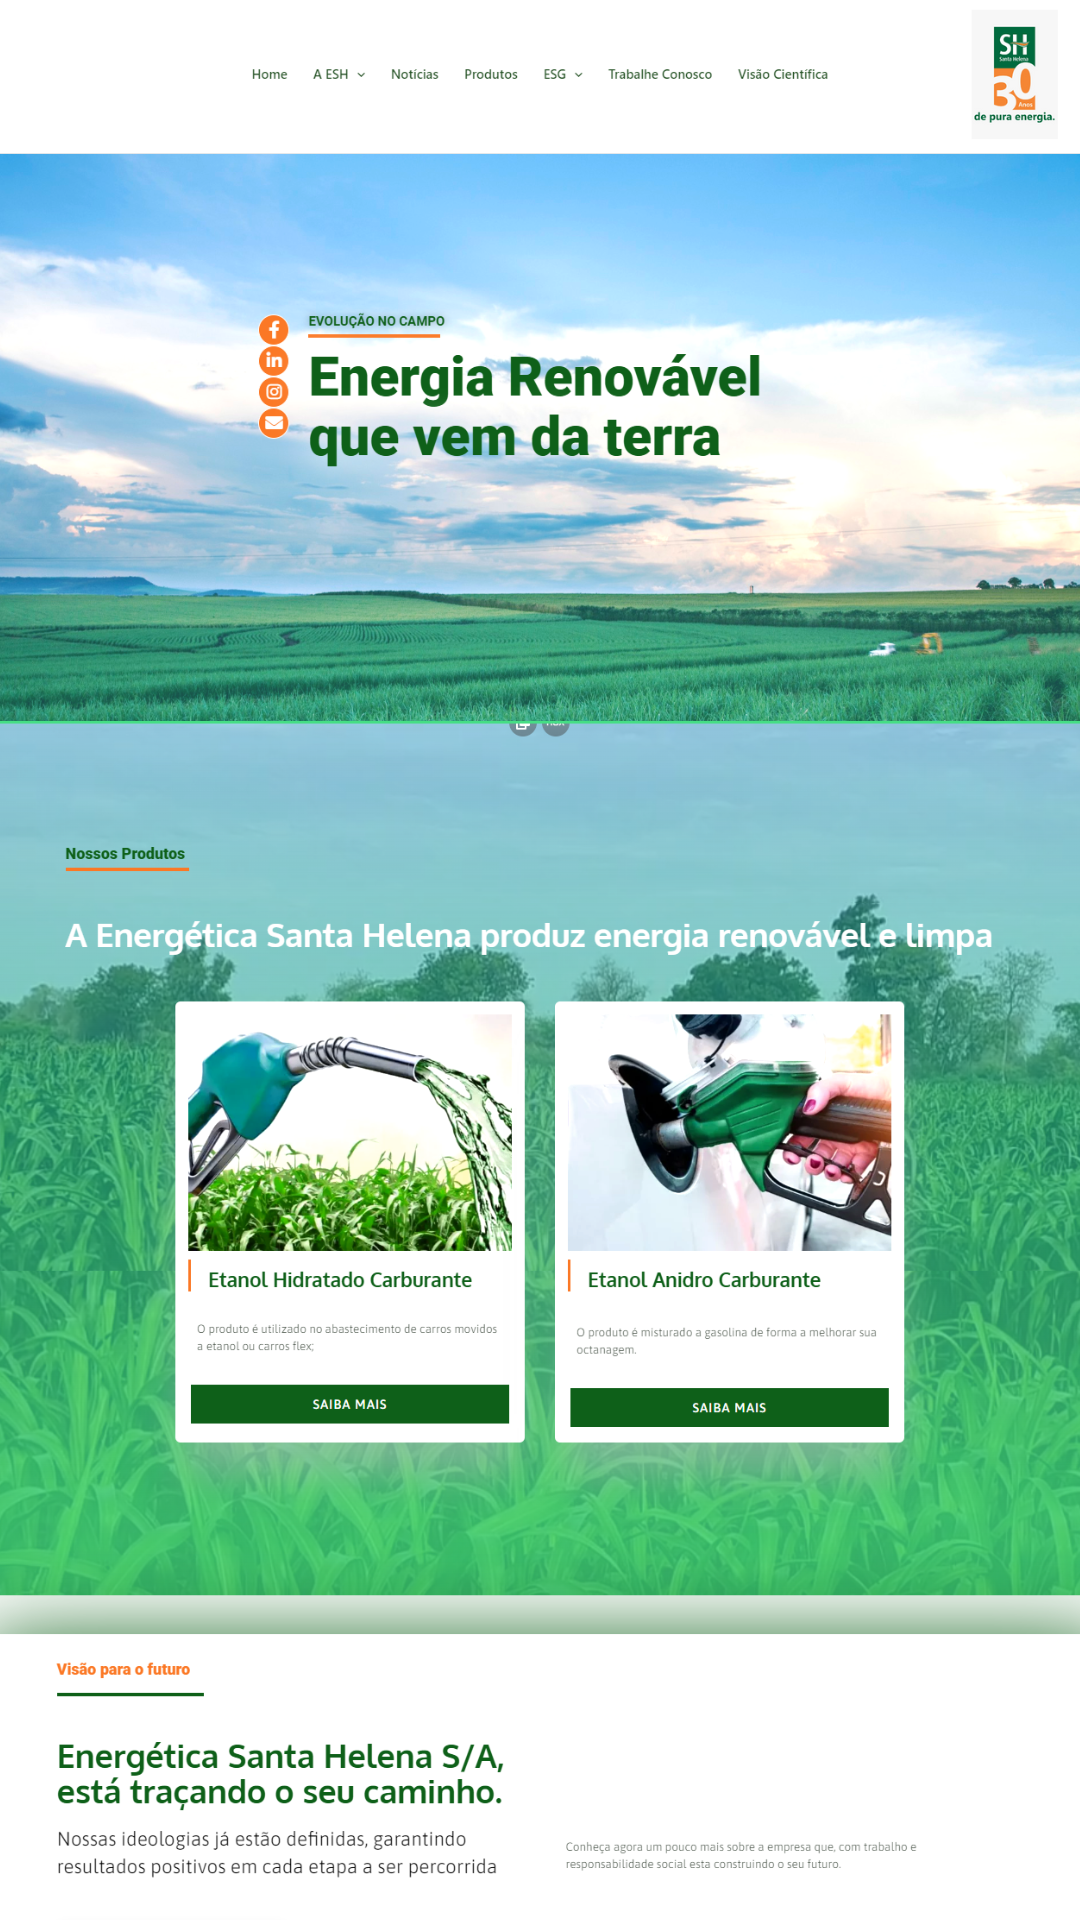 Home
A ESH
Notícias
Produtos
ESG
Trabalhe Conosco
Visão Científica
SH
Santa Helena
30
Anos
de pura energia.
EVOLUÇÃO NO CAMPO
Energia Renovável
que vem da terra
Nossos Produtos
A Energética Santa Helena produz energia renovável e limpa
Etanol Hidratado Carburante
O produto é utilizado no abastecimento de carros movidos
a etanol ou carros flex;
SAIBA MAIS
Etanol Anidro Carburante
O produto é misturado a gasolina de forma a melhorar sua
octanagem.
SAIBA MAIS
Visão para o futuro
Energética Santa Helena S/A,
está traçando o seu caminho.
Nossas ideologias já estão definidas, garantindo
resultados positivos em cada etapa a ser percorrida
Conheça agora um pouco mais sobre a empresa que, com trabalho e
responsabilidade social esta construindo o seu futuro.